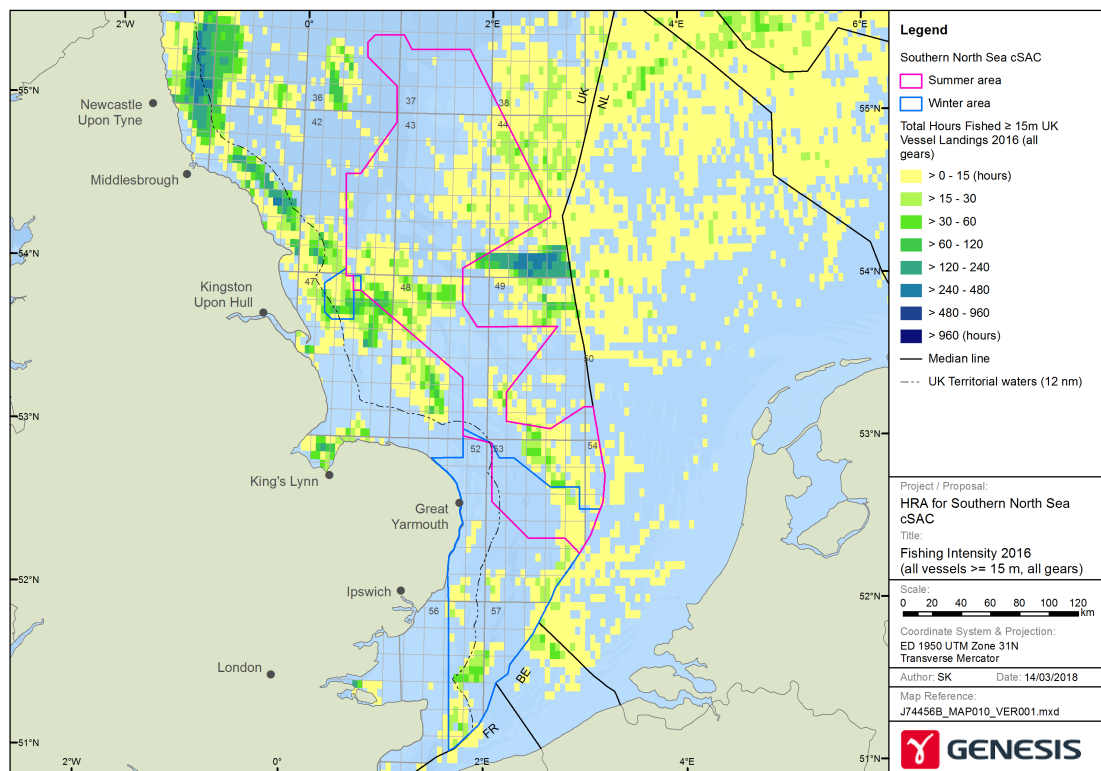 2°W
0°
2°E
4°E
6°E
55°N
54°N
53°N
52°N
51°N
55°N
54°N
53°N
52°N
51°N
2°W
0°
2°E
4°E
Newcastle
Upon Tyne
Middlesbrough
Kingston
Upon Hull
King's Lynn
Great
Yarmouth
Ipswich
London
UK
NL
BE
FR
36
37
38
42
43
44
47
48
49
50
52
53
54
56
57
Legend
Southern North Sea cSAC
Summer area
Winter area
Total Hours Fished ≥ 15m UK
Vessel Landings 2016 (all
gears)
> 0 - 15 (hours)
> 15 - 30
> 30 - 60
> 60 - 120
> 120 - 240
> 240 - 480
> 480 - 960
> 960 (hours)
Median line
UK Territorial waters (12 nm)
Project / Proposal:
HRA for Southern North Sea
cSAC
Title:
Fishing Intensity 2016
(all vessels >= 15 m, all gears)
Scale:
0 20 40 60 80 100 120
km
Coordinate System & Projection:
ED 1950 UTM Zone 31N
Transverse Mercator
Author: SK Date: 14/03/2018
Map Reference:
J74456B_MAP010_VER001.mxd
GENESIS